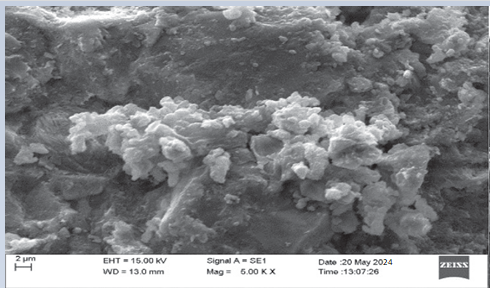 2 µm
EHT = 15.00 kV Signal A = SE1 Date :20 May 2024
WD = 13.0 mm Mag = 5.00 K X Time :13:07:26
ZEISS